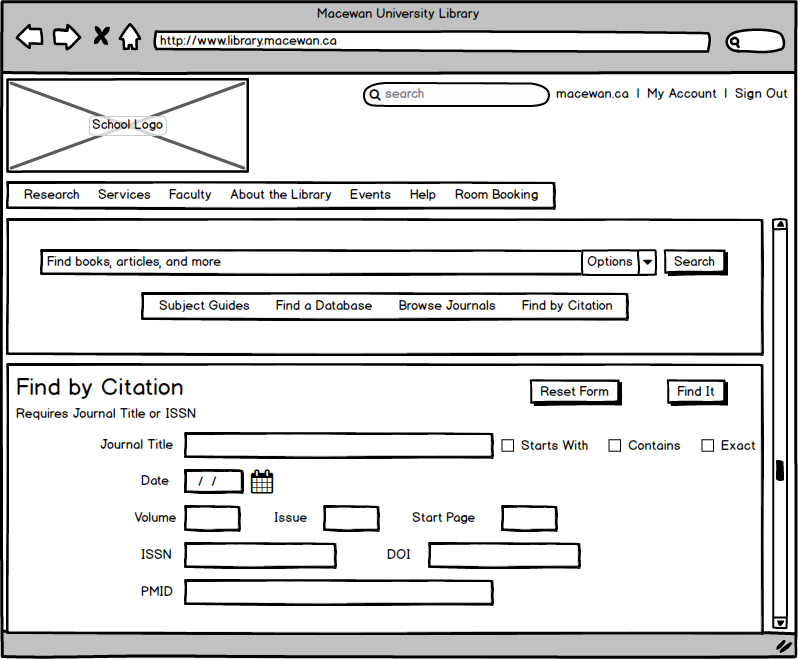 Macewan University Library
http://www.library.macewan.ca
search macewan.ca | My Account | Sign Out
School Logo
Research Services Faculty About the Library Events Help Room Booking
Find books, articles, and more Options Search
Subject Guides Find a Database Browse Journals Find by Citation
Find by Citation Reset Form Find It
Requires Journal Title or ISSN
Journal Title Starts With Contains Exact
Date / /
Volume Issue Start Page
ISSN DOI
PMID